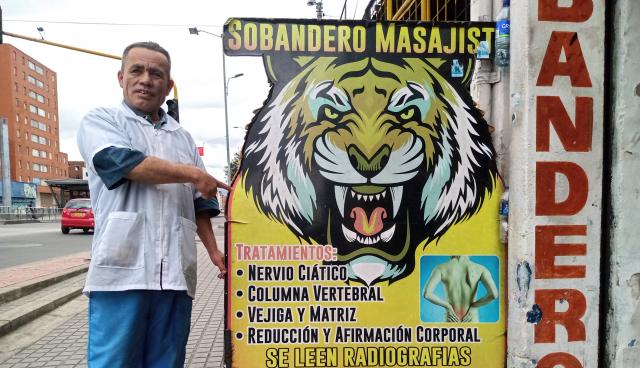 SOBANDERO MASAJIST
TRATAMIENTOS:
• NERVIO CIÁTICO
• COLUMNA VERTEBRAL
• VEJIGA Y MATRIZ
• REDUCCIÓN Y AFIRMACIÓN CORPORAL
SE LEEN RADIOGRAFIAS
BANDERO